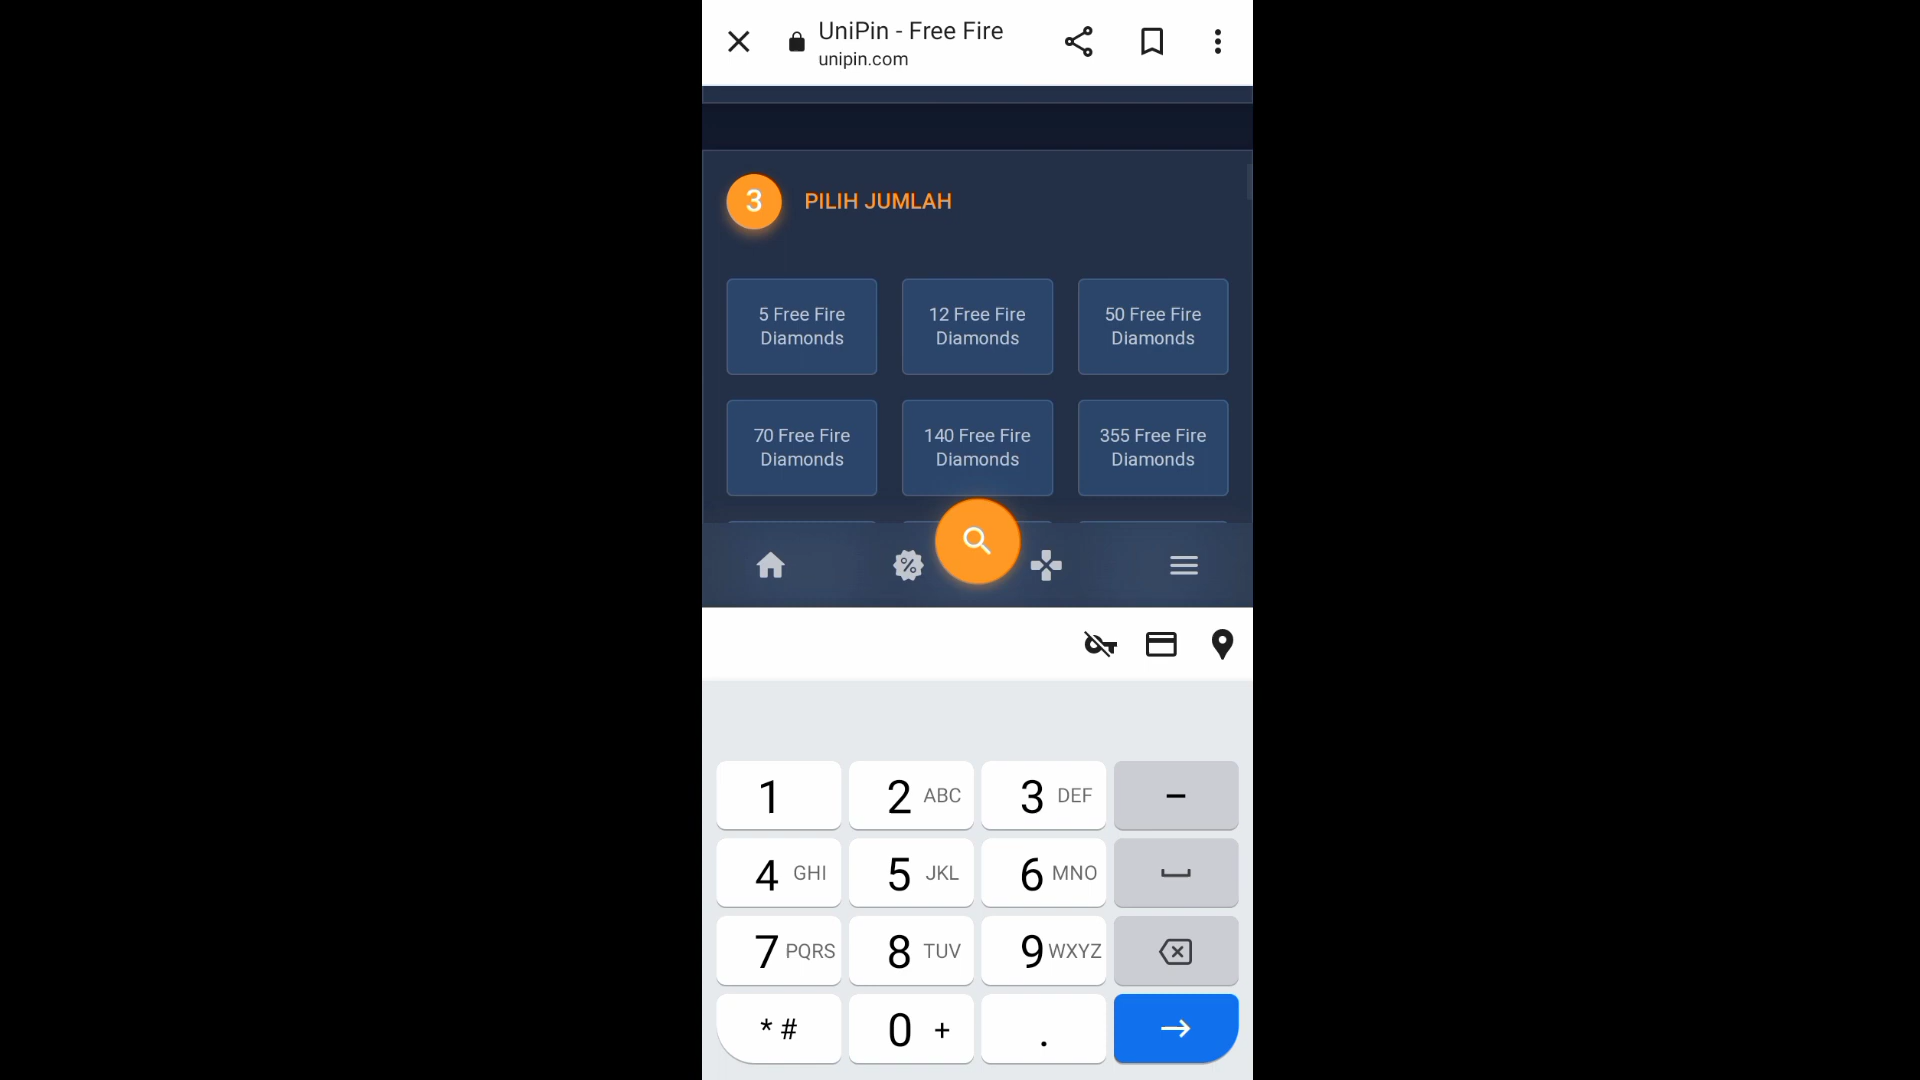 UniPin - Free Fire
unipin.com
3 PILIH JUMLAH
5 Free Fire
Diamonds
12 Free Fire
Diamonds
50 Free Fire
Diamonds
70 Free Fire
Diamonds
140 Free Fire
Diamonds
355 Free Fire
Diamonds
1 2 ABC 3 DEF –
4 GHI 5 JKL 6 MNO
7 PQRS 8 TUV 9 WXYZ
* # 0 + .